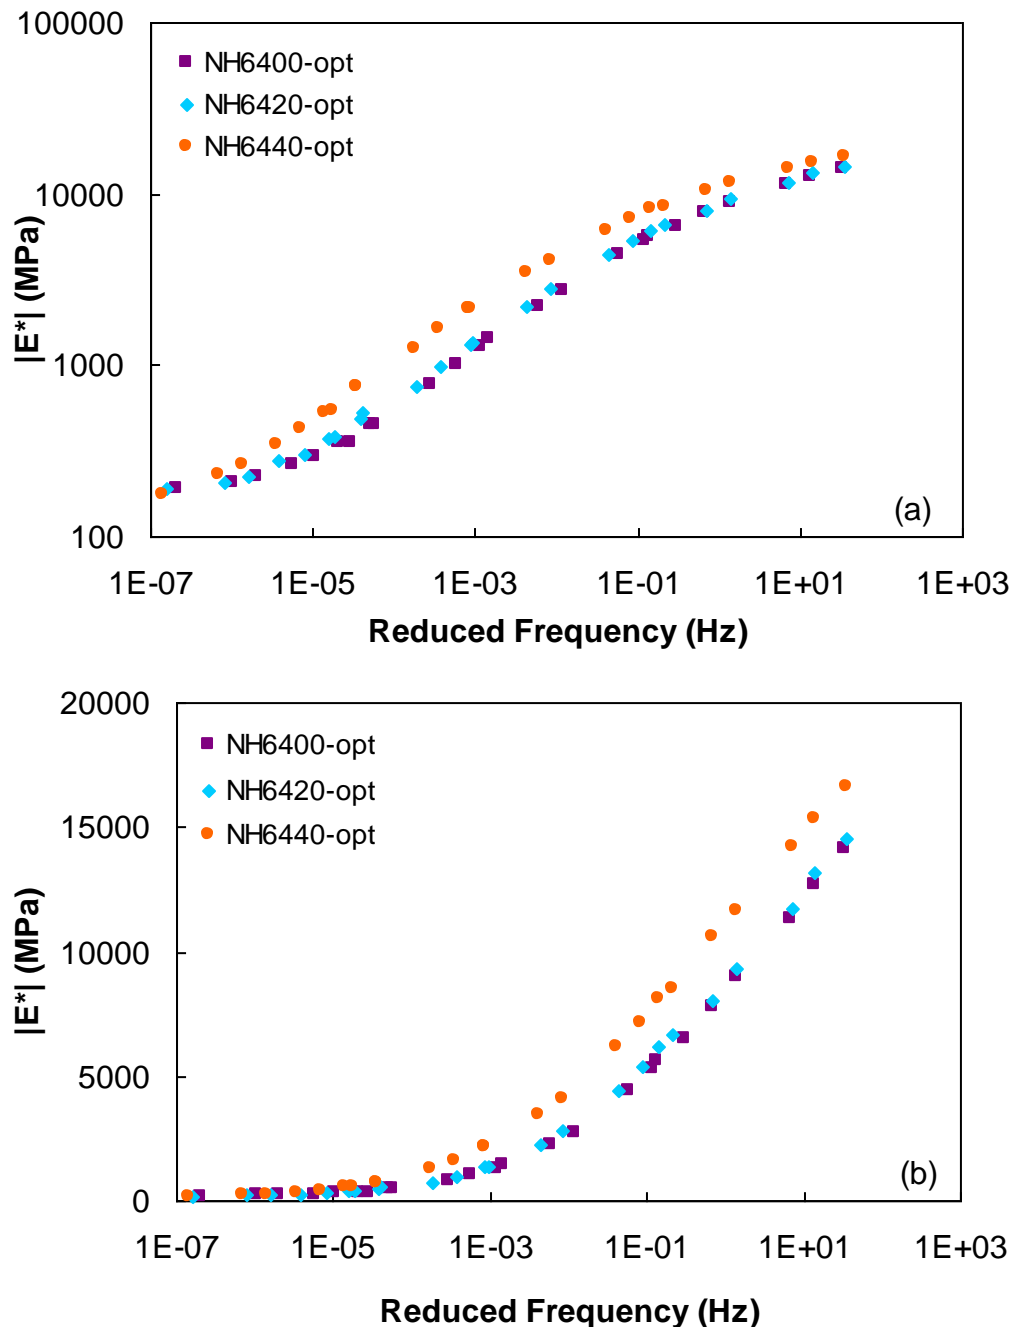 100000
NH6400-opt
NH6420-opt
NH6440-opt
10000
|E*| (MPa)
1000
100
(a)
1E-07 1E-05 1E-03 1E-01 1E+01 1E+03
Reduced Frequency (Hz)
20000
NH6400-opt
NH6420-opt
NH6440-opt
15000
|E*| (MPa)
10000
5000
0
(b)
1E-07 1E-05 1E-03 1E-01 1E+01 1E+03
Reduced Frequency (Hz)